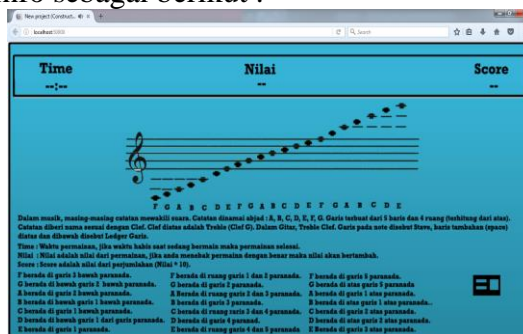 info sebagai berikut :
New project (Construct...
localhost:50000
Search
Time Nilai Score
--:-- -- --
F G A B C D E F G A B C D E F G A B C D E
Dalam musik, masing-masing catatan mewakili suara. Catatan dinamai abjad : A, B, C, D, E, F, G. Garis terbuat dari 5 baris dan 4 ruang (terhitung dari atas).
Catatan diberi nama sesuai dengan Clef. Clef diatas adalah Treble (Clef G). Dalam Gitar, Treble Clef. Garis pada note disebut Stave, baris tambahan (space)
diatas dan dibawah disebut Ledger Garis.
Time : Waktu permainan, jika waktu habis saat sedang bermain maka permainan selesai.
Nilai : Nilai adalah nilai dari permainan, jika anda menebak permainan dengan benar maka nilai akan bertambah.
Score : Score adalah nilai dari perjumlahan (Nilai * 10).
F berada di garis 3 bawah paranada. F berada di ruang garis 1 dan 2 paranada. F berada di garis 5 paranada.
G berada di bawah garis 2 bawah paranada. G berada di garis 2 paranada. G berada di atas garis 5 paranada.
A berada di garis 2 bawah paranada. A berada di ruang garis 2 dan 3 paranada. A berada di garis 1 atas paranada.
B berada di bawah garis 1 bawah paranada. B berada di garis 3 paranada. B berada di atas garis 1 atas paranada..
C berada di garis 1 bawah paranada. C berada di ruang garis 3 dan 4 paranada. C berada di garis 2 atas paranada.
D berada di bawah garis 1 dari garis paranada. D berada di garis 4 paranad. D berada di atas garis 2 atas paranada.
E berada di garis 1 paranada. E berada di ruang garis 4 dan 5 paranada. E Berada di garis 3 atas paranada.